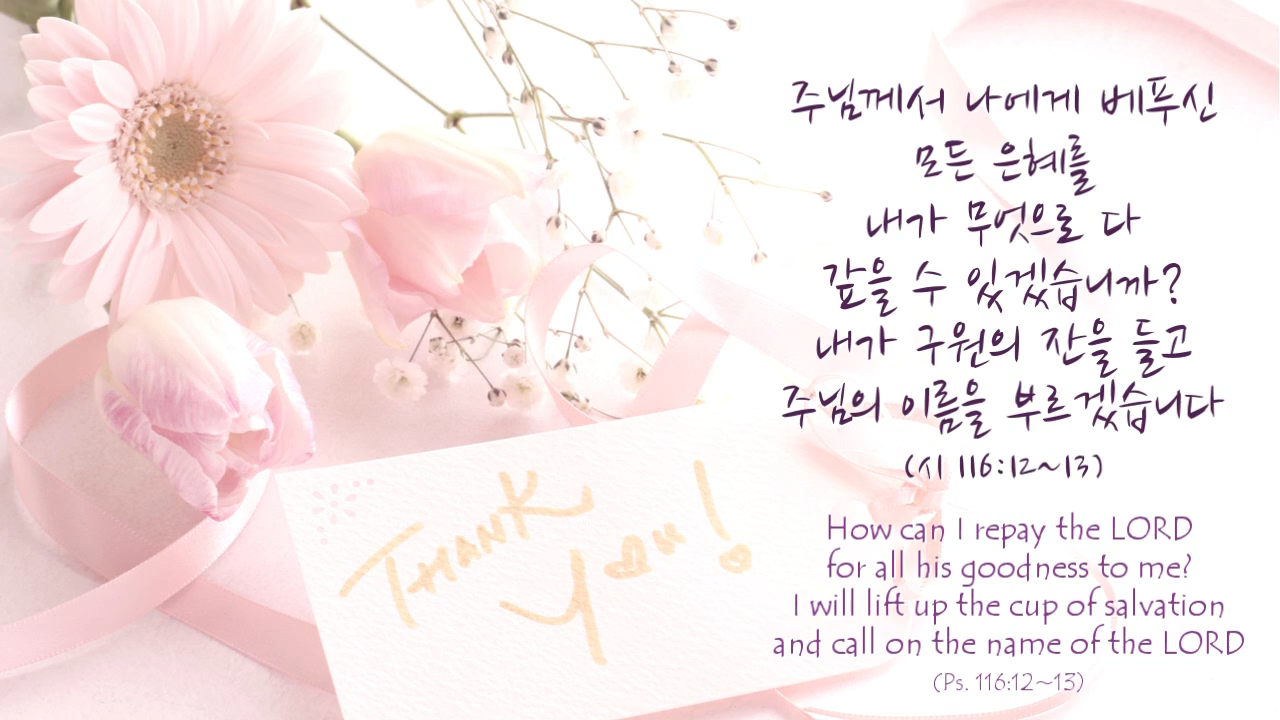 주님께서 나에게 베푸신
모든 은혜를
내가 무엇으로 다
갚을 수 있겠습니까?
내가 구원의 잔을 들고
주님의 이름을 부르겠습니다
(시 116:12~13)
How can I repay the LORD
for all his goodness to me?
I will lift up the cup of salvation
and call on the name of the LORD
(Ps. 116:12~13)
THANK
You!